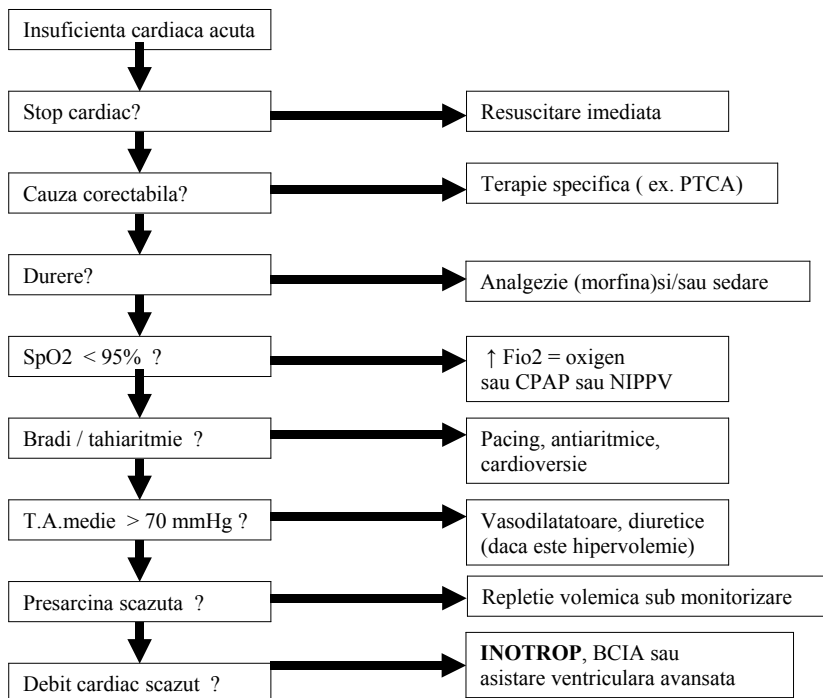 Insuficienta cardiaca acuta
Stop cardiac?
Resuscitare imediata
Cauza corectabila?
Terapie specifica ( ex. PTCA)
Durere?
Analgezie (morfina)si/sau sedare
SpO2 < 95% ?
↑ Fio2 = oxigen
sau CPAP sau NIPPV
Bradi / tahiaritmie ?
Pacing, antiaritmice,
cardioversie
T.A.medie > 70 mmHg ?
Vasodilatatoare, diuretice
(daca este hipervolemie)
Presarcina scazuta ?
Repletie volemica sub monitorizare
Debit cardiac scazut ?
INOTROP, BCIA sau
asistare ventriculara avansata